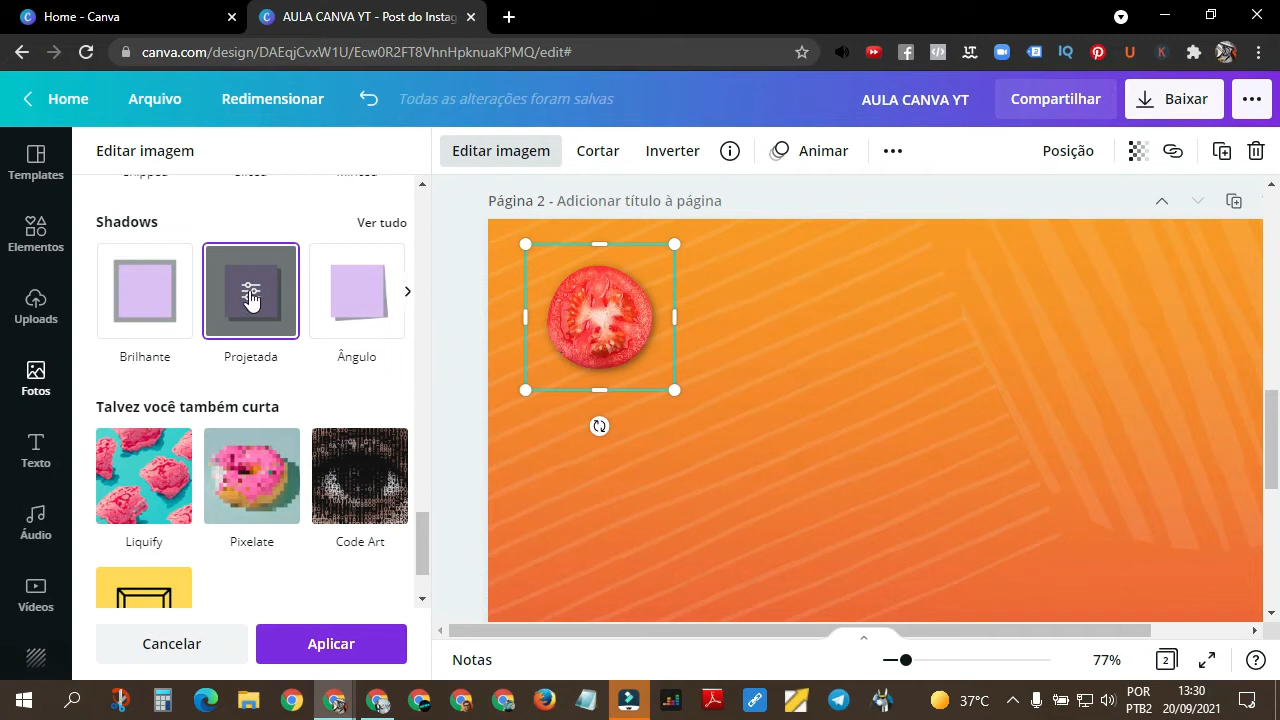 Home - Canva
AULA CANVA YT - Post do Instag
canva.com/design/DAEqjCvxW1U/Ecw0R2FT8VhnHpknuaKPMQ/edit#
Home
Arquivo
Redimensionar
Todas as alterações foram salvas
AULA CANVA YT
Compartilhar
Baixar
Templates
Elementos
Uploads
Fotos
Texto
Áudio
Vídeos
Editar imagem
Shadows
Ver tudo
Brilhante
Projetada
Ângulo
Talvez você também curta
Liquify
Pixelate
Code Art
Cancelar
Aplicar
Editar imagem
Cortar
Inverter
Animar
Posição
Página 2 - Adicionar título à página
Notas
77%
2
37°C
POR
PTB2
13:30
20/09/2021